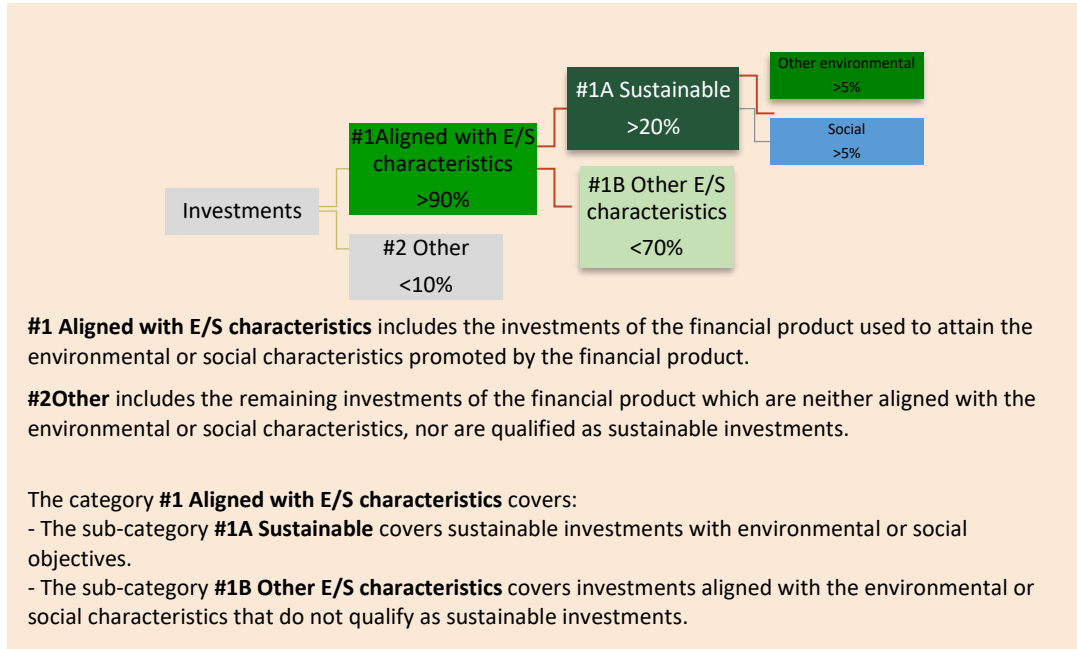 Other environmental
>5%
#1A Sustainable
>20%
Social
>5%
#1Aligned with E/S
characteristics
>90%
#1B Other E/S
characteristics
<70%
Investments
#2 Other
<10%
#1 Aligned with E/S characteristics includes the investments of the financial product used to attain the
environmental or social characteristics promoted by the financial product.
#2Other includes the remaining investments of the financial product which are neither aligned with the
environmental or social characteristics, nor are qualified as sustainable investments.
The category #1 Aligned with E/S characteristics covers:
- The sub-category #1A Sustainable covers sustainable investments with environmental or social
objectives.
- The sub-category #1B Other E/S characteristics covers investments aligned with the environmental or
social characteristics that do not qualify as sustainable investments.